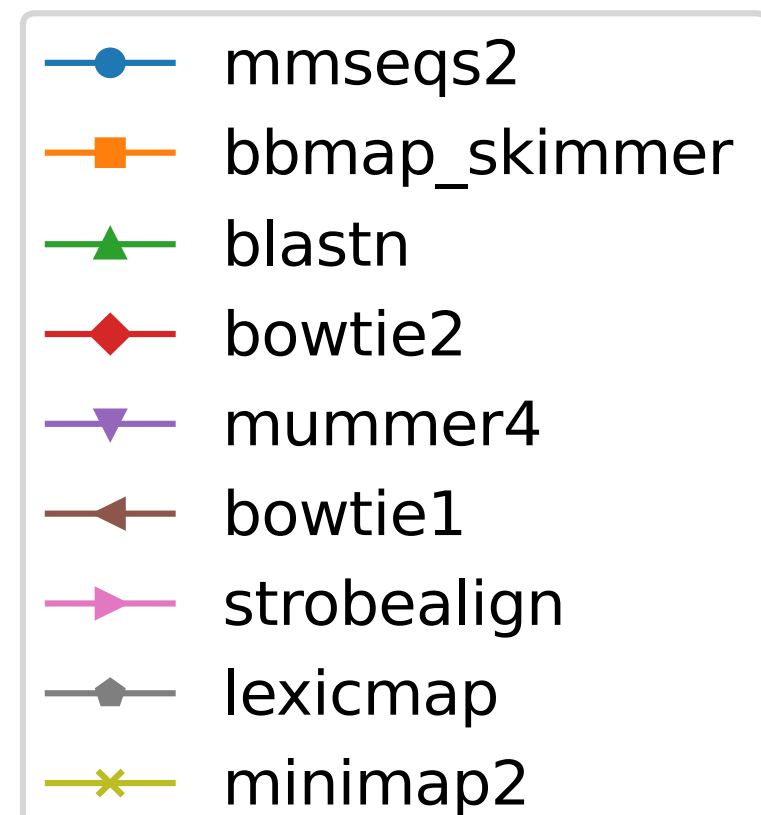 mmseqs2
bbmap_skimmer
blastn
bowtie2
mummer4
bowtie1
strobealign
lexicmap
minimap2